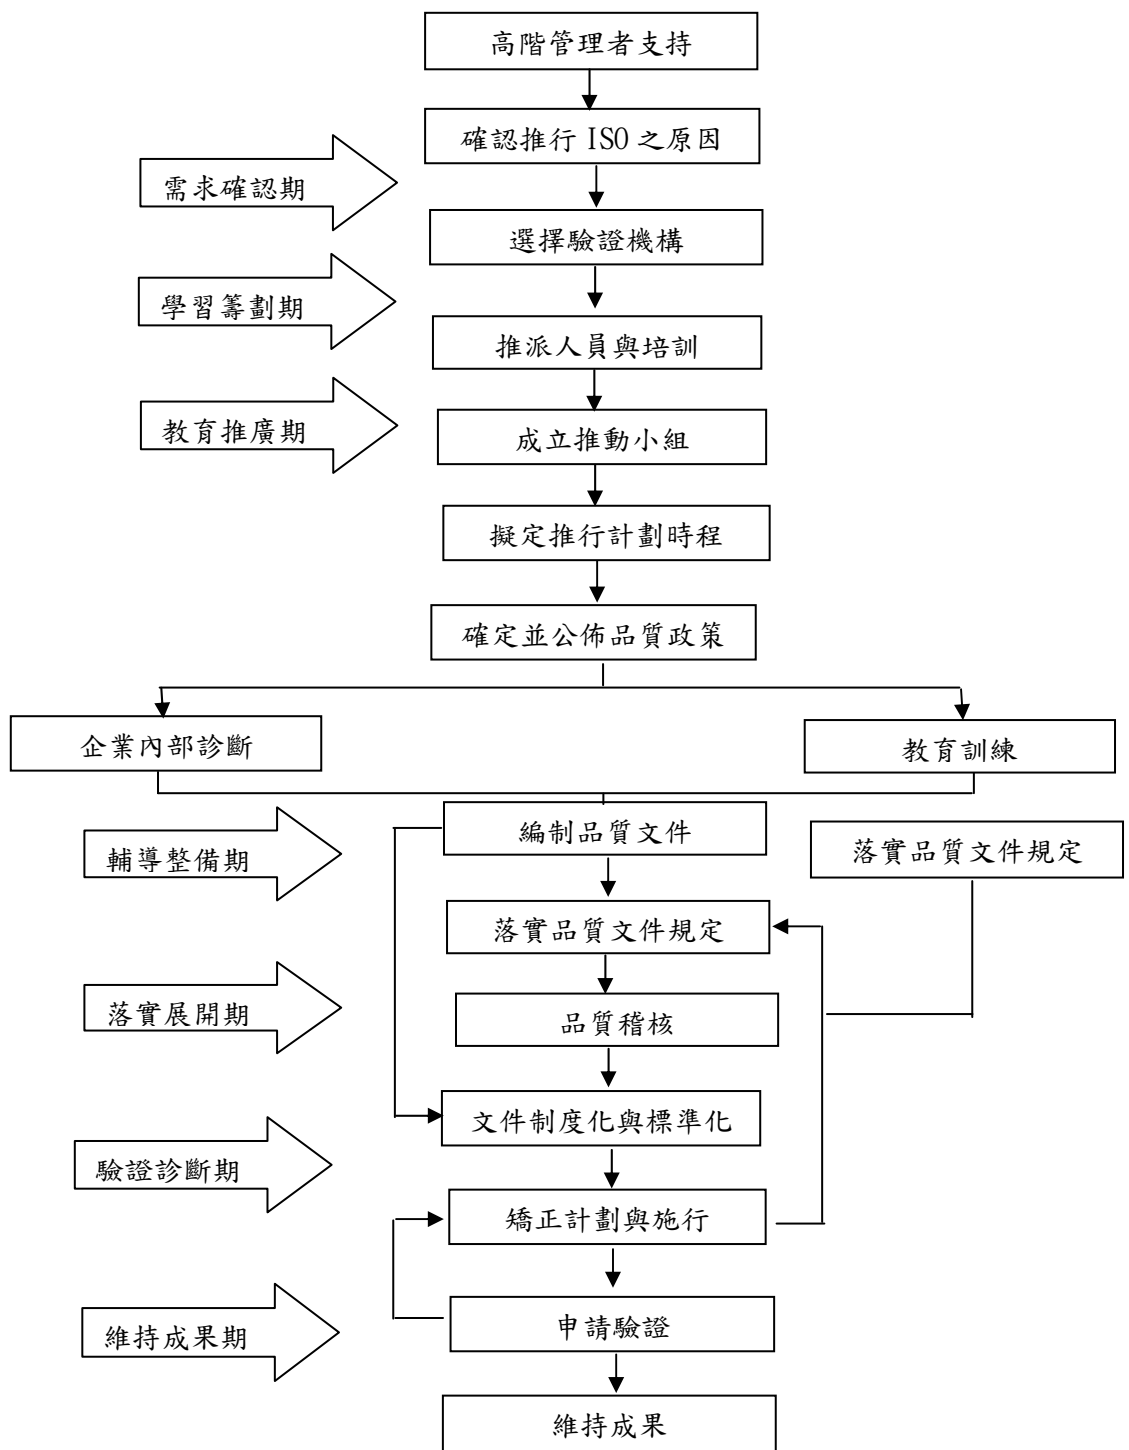 高階管理者支持
確認推行 ISO 之原因
需求確認期
選擇驗證機構
學習籌劃期
推派人員與培訓
教育推廣期
成立推動小組
擬定推行計劃時程
確定並公佈品質政策
企業內部診斷
教育訓練
編制品質文件
輔導整備期
落實品質文件規定
落實品質文件規定
落實展開期
品質稽核
文件制度化與標準化
驗證診斷期
矯正計劃與施行
維持成果期
申請驗證
維持成果